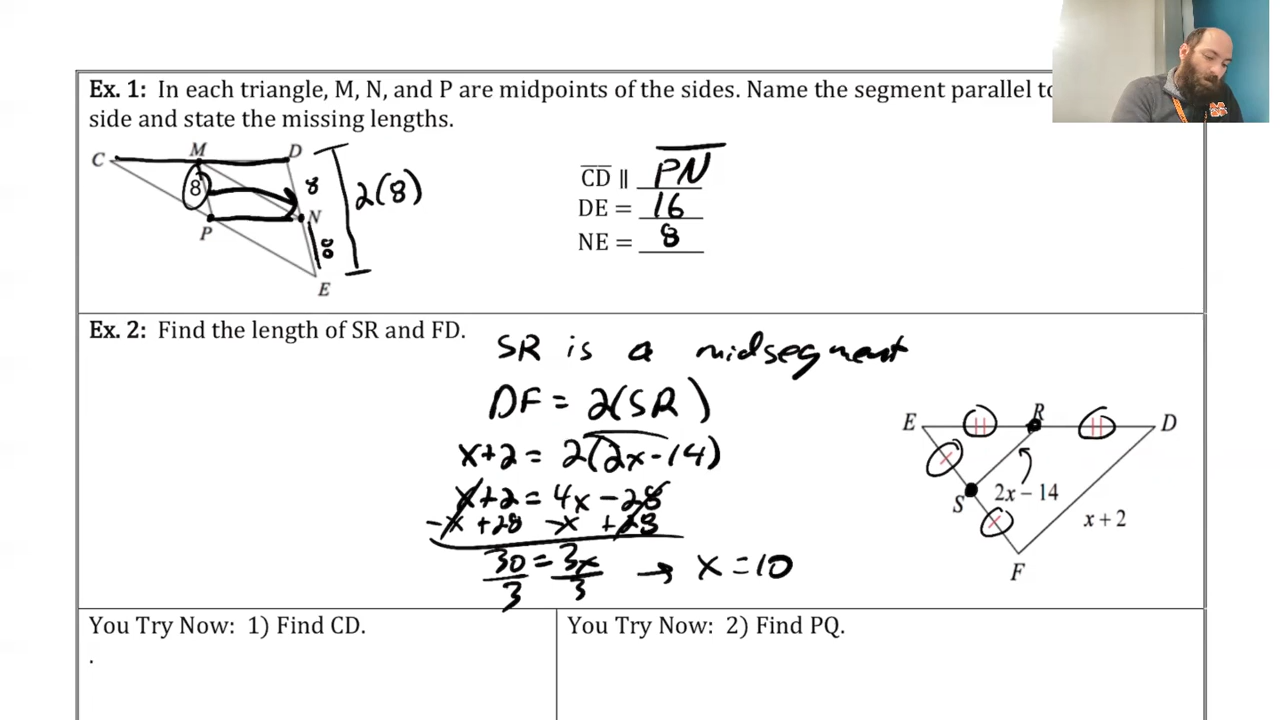 Ex. 1: In each triangle, M, N, and P are midpoints of the sides. Name the segment parallel to
side and state the missing lengths.
C M D
8 8 2(8)
P N
8
E
CD || PN
DE = 16
NE = 8
Ex. 2: Find the length of SR and FD.
SR is a midsegment
DF = 2(SR)
x+2 = 2(2x-14)
x+2 = 4x -28
-x +28 -x +28
30 = 3x → x = 10
3 3
E R D
S 2x – 14
x + 2
F
You Try Now: 1) Find CD.
.
You Try Now: 2) Find PQ.